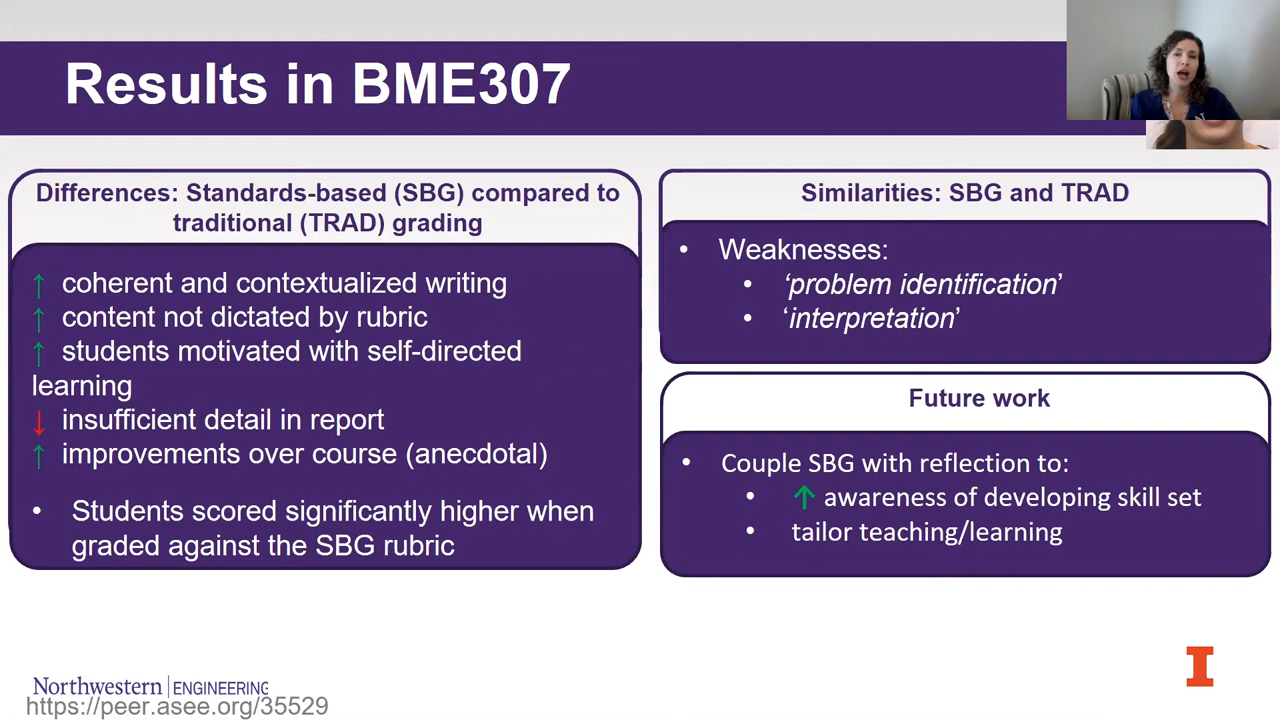 Results in BME307
Differences: Standards-based (SBG) compared to
traditional (TRAD) grading
↑ coherent and contextualized writing
↑ content not dictated by rubric
↑ students motivated with self-directed
learning
↓ insufficient detail in report
↑ improvements over course (anecdotal)
• Students scored significantly higher when
graded against the SBG rubric
Similarities: SBG and TRAD
• Weaknesses:
• ‘problem identification’
• ‘interpretation’
Future work
• Couple SBG with reflection to:
• ↑ awareness of developing skill set
• tailor teaching/learning
Northwestern | ENGINEERING
https://peer.asee.org/35529
I
N